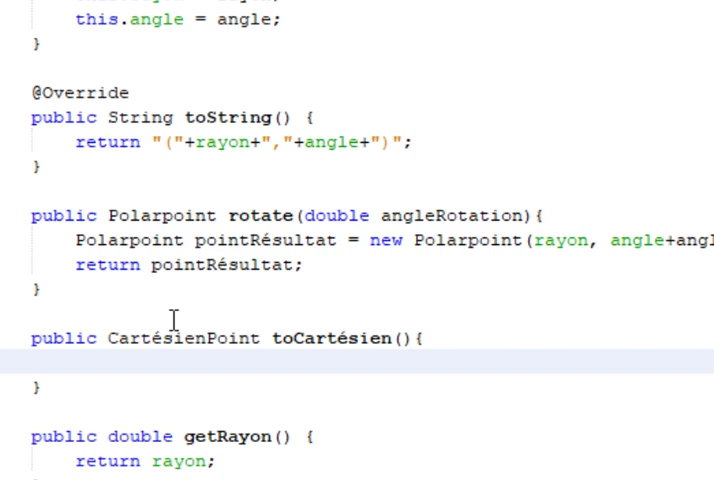 this.angle = angle;
}
@Override
public String toString() {
return "("+rayon+","+angle+")";
}
public Polarpoint rotate(double angleRotation){
Polarpoint pointRésultat = new Polarpoint(rayon, angle+angl
return pointRésultat;
}
public CartésienPoint toCartésien(){
}
public double getRayon() {
return rayon;